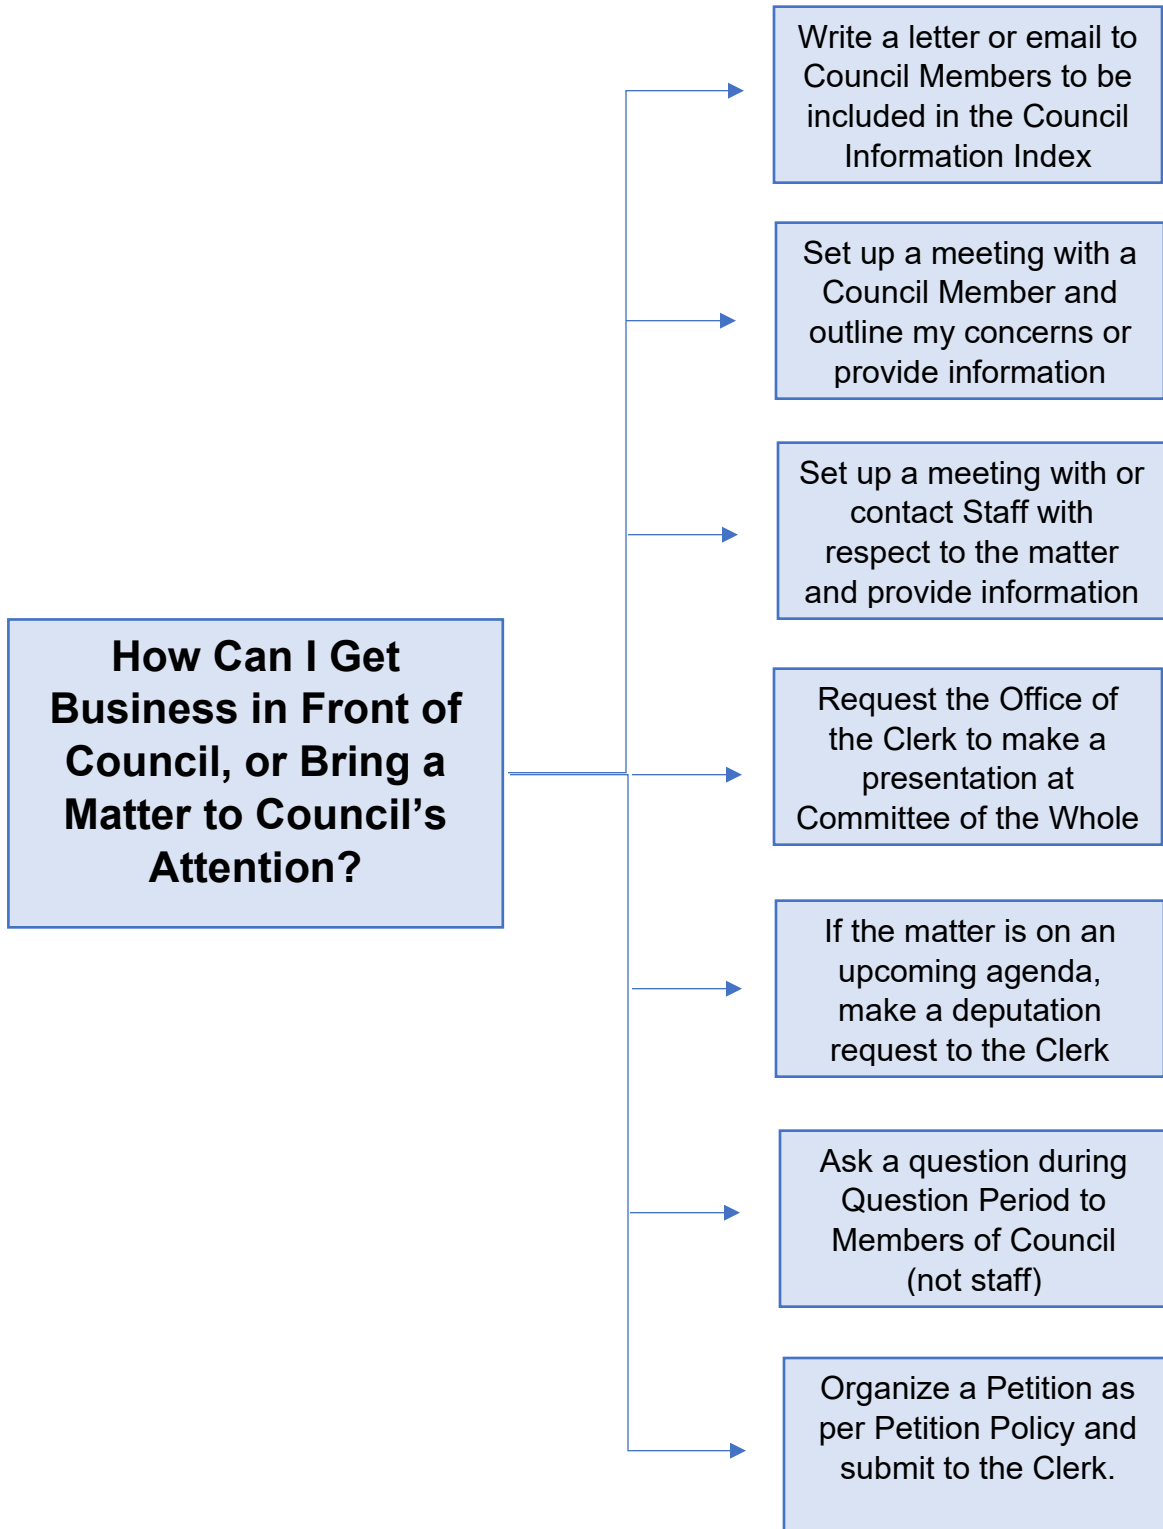 Write a letter or email to
Council Members to be
included in the Council
Information Index
Set up a meeting with a
Council Member and
outline my concerns or
provide information
Set up a meeting with or
contact Staff with
respect to the matter
and provide information
How Can I Get
Business in Front of
Council, or Bring a
Matter to Council’s
Attention?
Request the Office of
the Clerk to make a
presentation at
Committee of the Whole
If the matter is on an
upcoming agenda,
make a deputation
request to the Clerk
Ask a question during
Question Period to
Members of Council
(not staff)
Organize a Petition as
per Petition Policy and
submit to the Clerk.